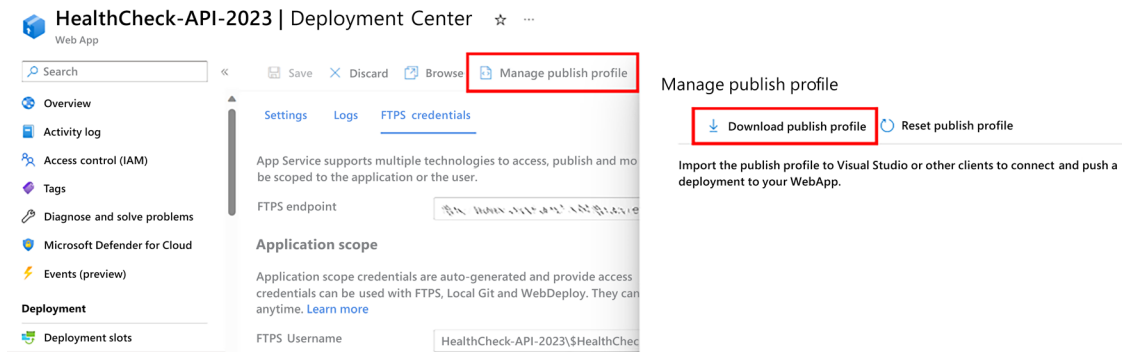 HealthCheck-API-2023 | Deployment Center
Web App
Search
Save
Discard
Browse
Manage publish profile
Overview
Activity log
Access control (IAM)
Tags
Diagnose and solve problems
Microsoft Defender for Cloud
Events (preview)
Deployment
Deployment slots
Settings
Logs
FTPS credentials
App Service supports multiple technologies to access, publish and mo
be scoped to the application or the user.
FTPS endpoint
Application scope
Application scope credentials are auto-generated and provide access
credentials can be used with FTPS, Local Git and WebDeploy. They can
anytime. Learn more
FTPS Username
HealthCheck-API-2023\$HealthChec
Manage publish profile
Download publish profile
Reset publish profile
Import the publish profile to Visual Studio or other clients to connect and push a
deployment to your WebApp.